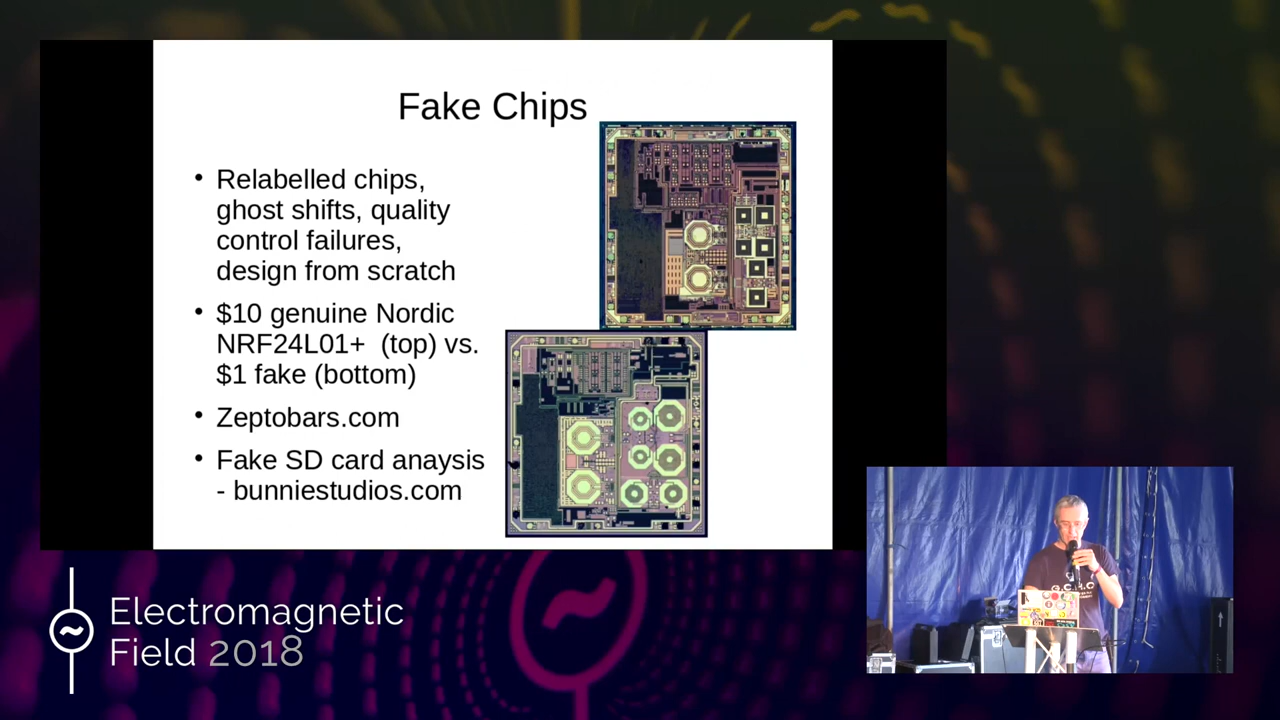 Fake Chips
• Relabelled chips,
ghost shifts, quality
control failures,
design from scratch
• $10 genuine Nordic
NRF24L01+ (top) vs.
$1 fake (bottom)
• Zeptobars.com
• Fake SD card anaysis
- bunniestudios.com
Electromagnetic
Field 2018